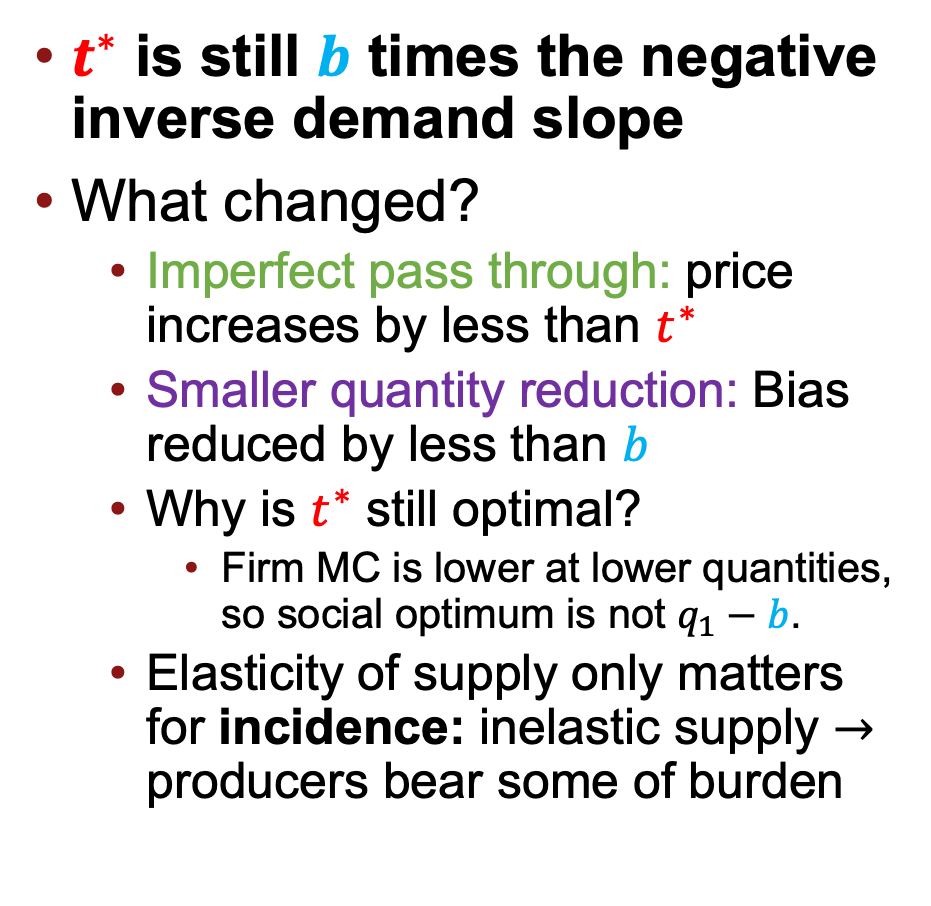 • t* is still b times the negative
inverse demand slope
• What changed?
• Imperfect pass through: price
increases by less than t*
• Smaller quantity reduction: Bias
reduced by less than b
• Why is t* still optimal?
• Firm MC is lower at lower quantities,
so social optimum is not q₁ − b.
• Elasticity of supply only matters
for incidence: inelastic supply →
producers bear some of burden